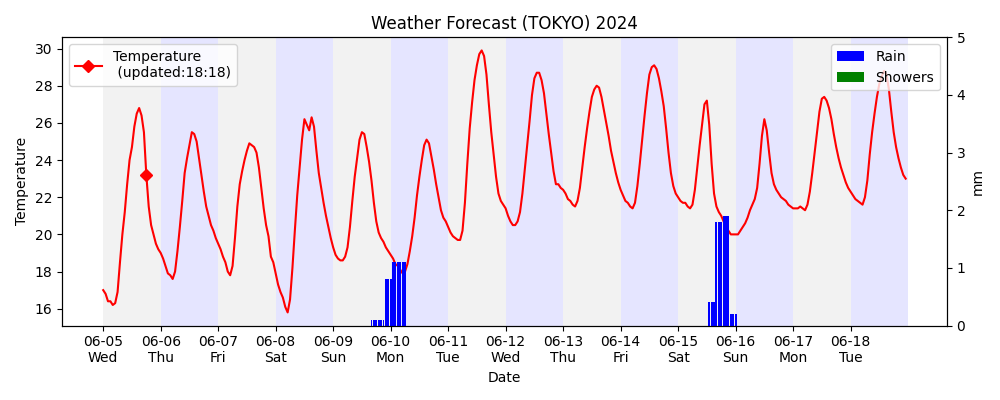 Weather Forecast (TOKYO) 2024
Temperature
(updated:18:18)
Rain
Showers
Temperature
30
28
26
24
22
20
18
16
5
4
3
2
1
0
mm
06-05 06-06 06-07 06-08 06-09 06-10 06-11 06-12 06-13 06-14 06-15 06-16 06-17 06-18
Wed Thu Fri Sat Sun Mon Tue Wed Thu Fri Sat Sun Mon Tue
Date